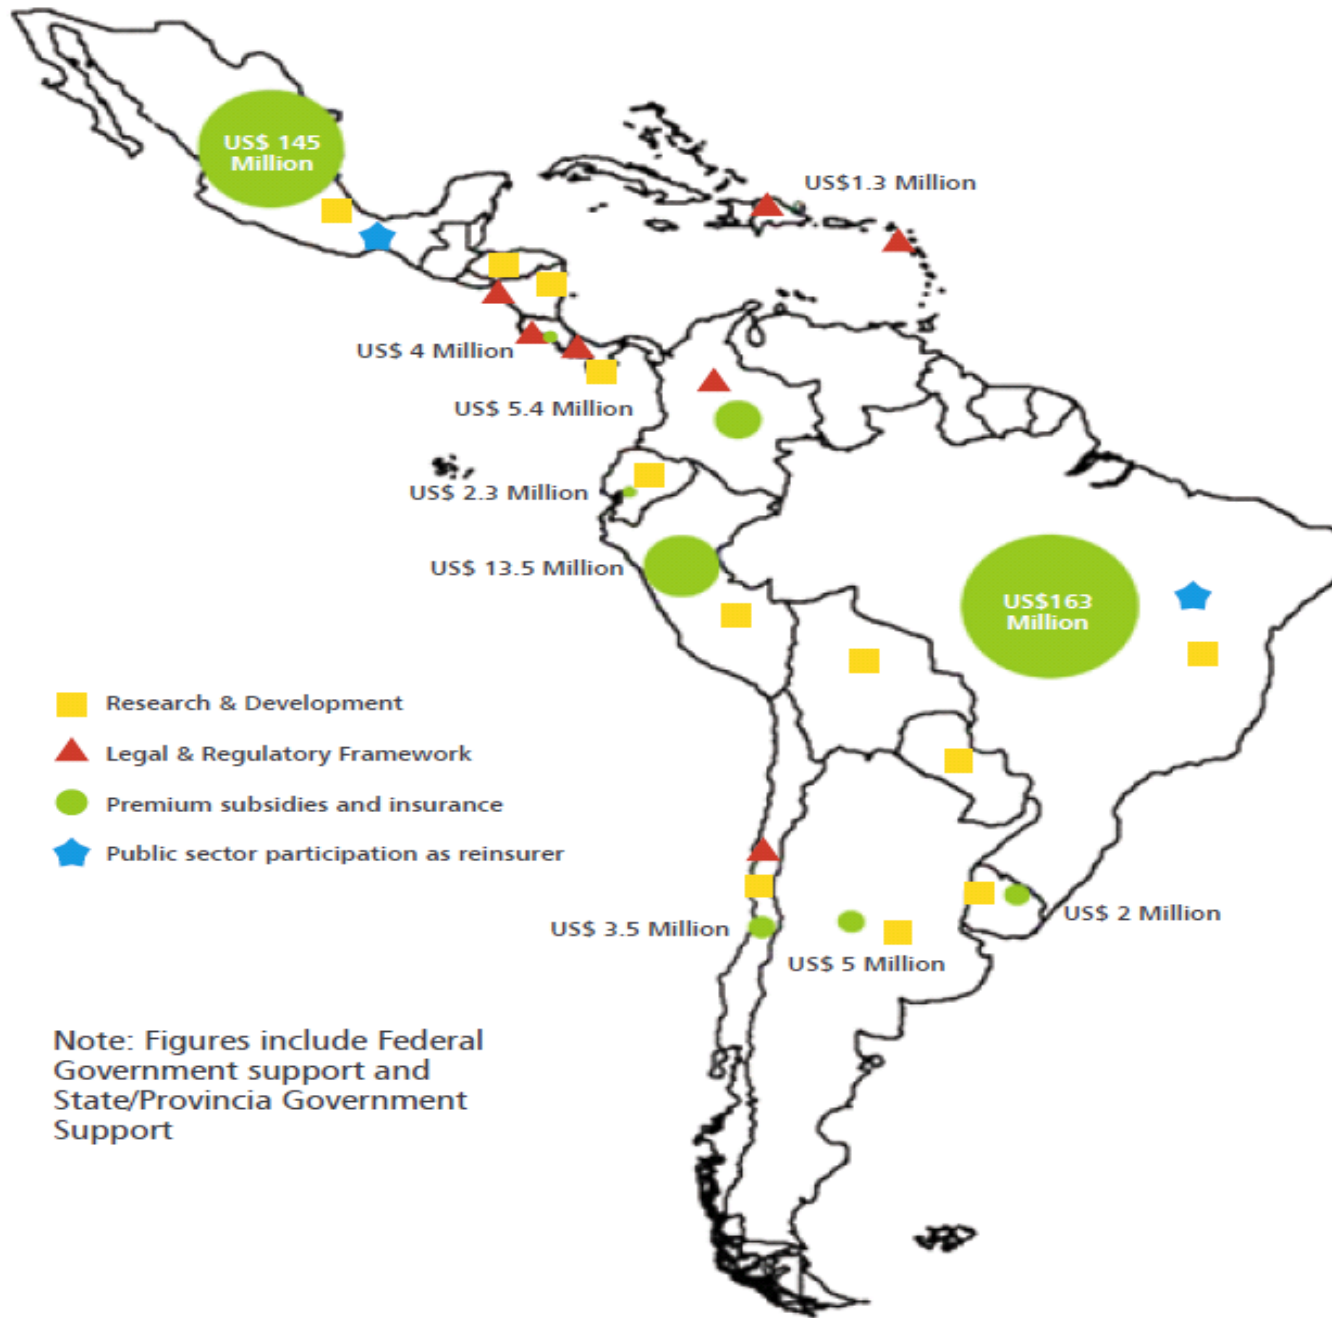 US$ 145
Million
US$1.3 Million
US$ 4 Million
US$ 5.4 Million
US$ 2.3 Million
US$ 13.5 Million
US$163
Million
Research & Development
Legal & Regulatory Framework
Premium subsidies and insurance
Public sector participation as reinsurer
US$ 2 Million
US$ 3.5 Million
US$ 5 Million
Note: Figures include Federal
Government support and
State/Provincia Government
Support